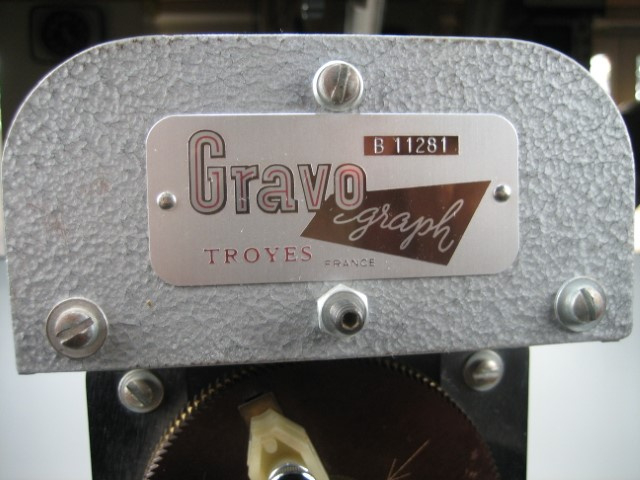 B 11281
Gravo
graph
TROYES FRANCE